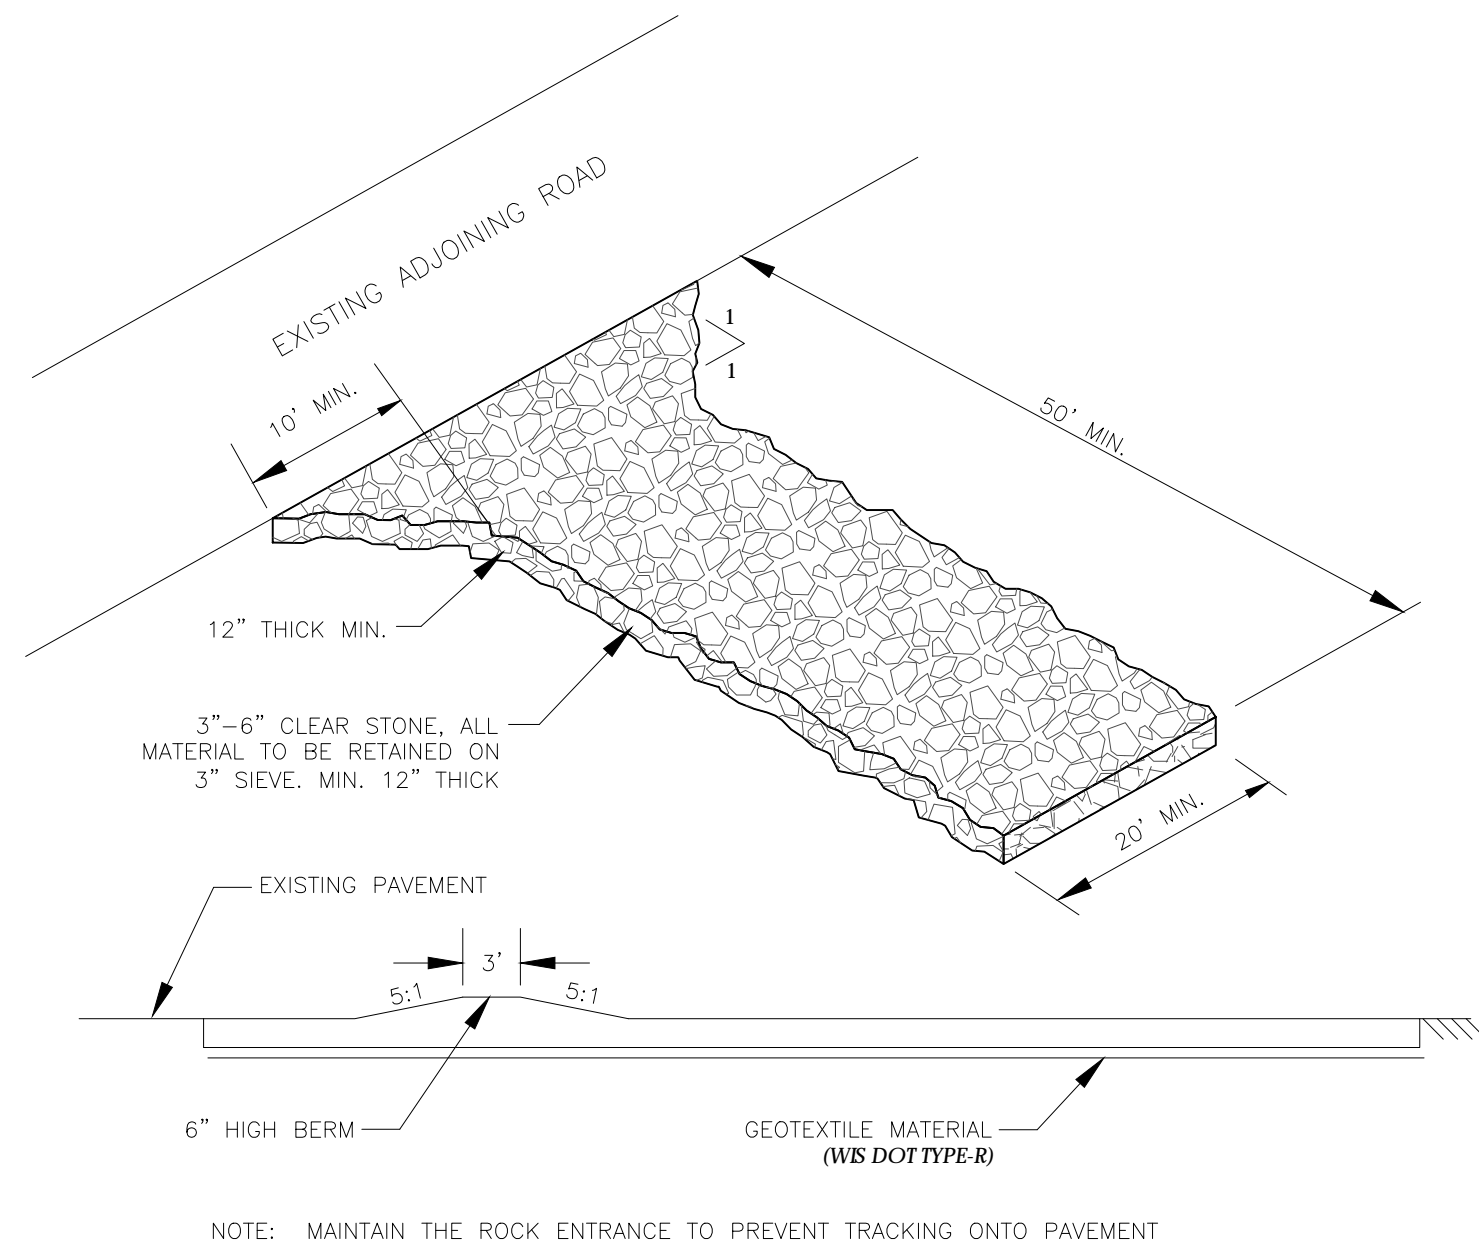 EXISTING ADJOINING ROAD
1
1
10' MIN.
50' MIN.
12” THICK MIN.
3”–6” CLEAR STONE, ALL
MATERIAL TO BE RETAINED ON
3” SIEVE. MIN. 12” THICK
20' MIN.
EXISTING PAVEMENT
3'
5:1
5:1
6” HIGH BERM
GEOTEXTILE MATERIAL
(WIS DOT TYPE-R)
NOTE: MAINTAIN THE ROCK ENTRANCE TO PREVENT TRACKING ONTO PAVEMENT